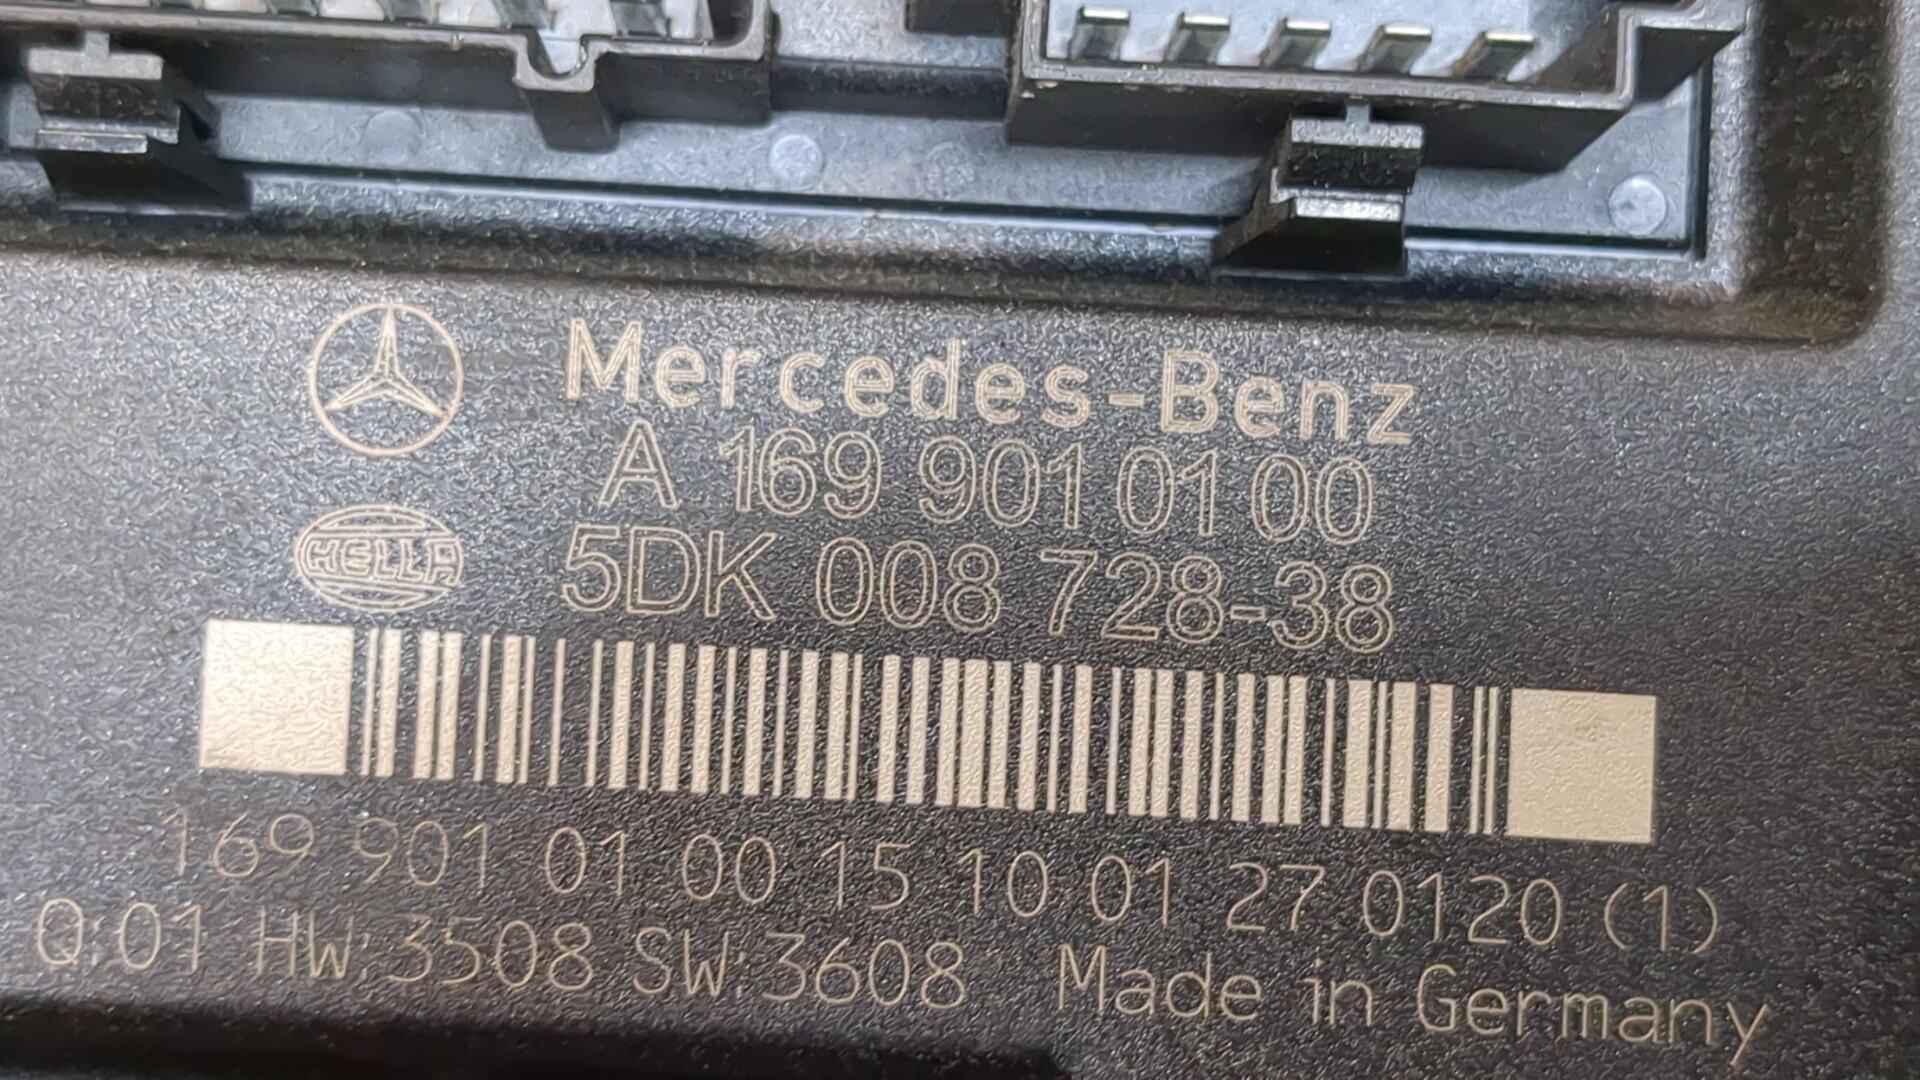 Mercedes-Benz
A 169 901 01 00
HELLA
5DK 008 728-38
169 901 01 00 15 10 01 27 0120 (1)
Q:01 HW:3508 SW:3608 Made in Germany